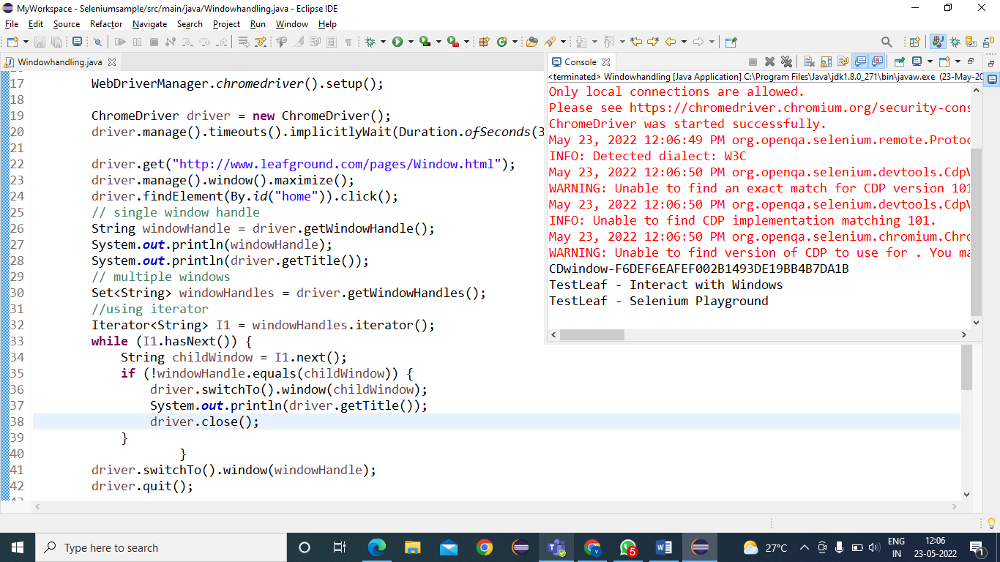 MyWorkspace - Seleniumsample/src/main/java/Windowhandling.java - Eclipse IDE
File Edit Source Refactor Navigate Search Project Run Window Help
Windowhandling.java
17 WebDriverManager.chromedriver().setup();
18
19 ChromeDriver driver = new ChromeDriver();
20 driver.manage().timeouts().implicitlyWait(Duration.ofSeconds(3
21
22 driver.get("http://www.leafground.com/pages/Window.html");
23 driver.manage().window().maximize();
24 driver.findElement(By.id("home")).click();
25 // single window handle
26 String windowHandle = driver.getWindowHandle();
27 System.out.println(windowHandle);
28 System.out.println(driver.getTitle());
29 // multiple windows
30 Set<String> windowHandles = driver.getWindowHandles();
31 //using iterator
32 Iterator<String> I1 = windowHandles.iterator();
33 while (I1.hasNext()) {
34 String childWindow = I1.next();
35 if (!windowHandle.equals(childWindow)) {
36 driver.switchTo().window(childWindow);
37 System.out.println(driver.getTitle());
38 driver.close();
39 }
40 }
41 driver.switchTo().window(windowHandle);
42 driver.quit();
Console
<terminated> Windowhandling [Java Application] C:\Program Files\Java\jdk1.8.0_271\bin\javaw.exe (23-May-20
Only local connections are allowed.
Please see https://chromedriver.chromium.org/security-cons
ChromeDriver was started successfully.
May 23, 2022 12:06:49 PM org.openqa.selenium.remote.Protoc
INFO: Detected dialect: W3C
May 23, 2022 12:06:50 PM org.openqa.selenium.devtools.CdpV
WARNING: Unable to find an exact match for CDP version 101
May 23, 2022 12:06:50 PM org.openqa.selenium.devtools.CdpV
INFO: Unable to find CDP implementation matching 101.
May 23, 2022 12:06:50 PM org.openqa.selenium.chromium.Chro
WARNING: Unable to find version of CDP to use for . You ma
CDwindow-F6DEF6EAFEF002B1493DE19BB4B7DA1B
TestLeaf - Interact with Windows
TestLeaf - Selenium Playground
Type here to search
5
27°C
ENG
IN
12:06
23-05-2022
1